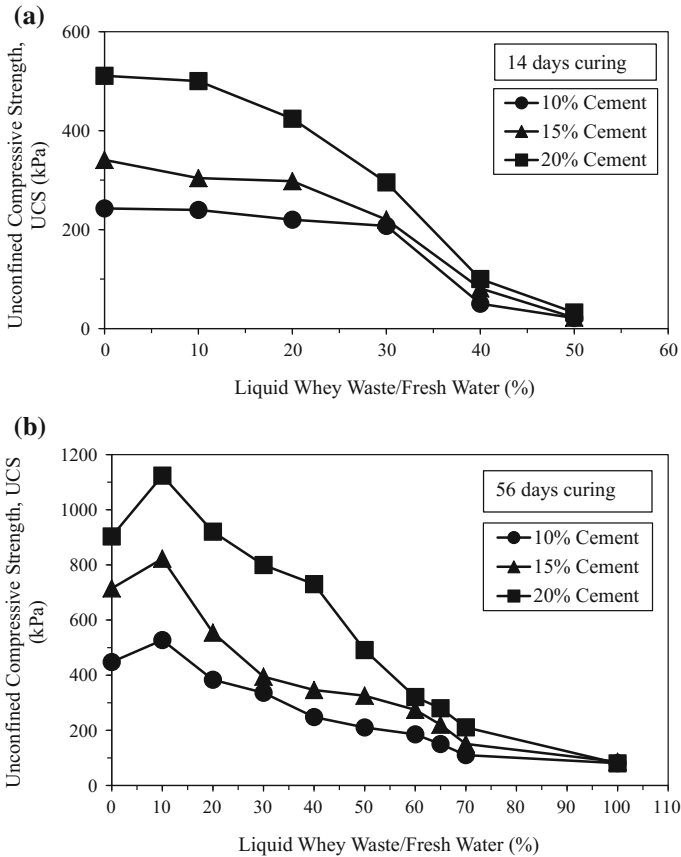 (a)
Unconfined Compressive Strength,
UCS (kPa)
600
400
200
0
14 days curing
10% Cement
15% Cement
20% Cement
0 10 20 30 40 50 60
Liquid Whey Waste/Fresh Water (%)
(b)
Unconfined Compressive Strength, UCS
(kPa)
1200
1000
800
600
400
200
0
56 days curing
10% Cement
15% Cement
20% Cement
0 10 20 30 40 50 60 70 80 90 100 110
Liquid Whey Waste/Fresh Water (%)